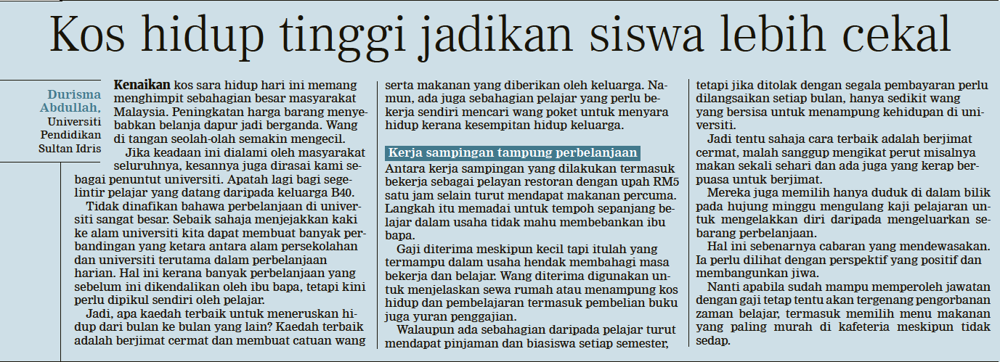 Kos hidup tinggi jadikan siswa lebih cekal
Durisma
Abdullah,
Universiti
Pendidikan
Sultan Idris
Kenaikan kos sara hidup hari ini memang
menghimpit sebahagian besar masyarakat
Malaysia. Peningkatan harga barang menye-
babkan belanja dapur jadi berganda. Wang
di tangan seolah-olah semakin mengecil.
Jika keadaan ini dialami oleh masyarakat
seluruhnya, kesannya juga dirasai kami se-
bagai penuntut universiti. Apatah lagi bagi sege-
lintir pelajar yang datang daripada keluarga B40.
Tidak dinafikan bahawa perbelanjaan di univer-
siti sangat besar. Sebaik sahaja menjejakkan kaki
ke alam universiti kita dapat membuat banyak per-
bandingan yang ketara antara alam persekolahan
dan universiti terutama dalam perbelanjaan
harian. Hal ini kerana banyak perbelanjaan yang
sebelum ini dikendalikan oleh ibu bapa, tetapi kini
perlu dipikul sendiri oleh pelajar.
Jadi, apa kaedah terbaik untuk meneruskan hi-
dup dari bulan ke bulan yang lain? Kaedah terbaik
adalah berjimat cermat dan membuat catuan wang
serta makanan yang diberikan oleh keluarga. Na-
mun, ada juga sebahagian pelajar yang perlu be-
kerja sendiri mencari wang poket untuk menyara
hidup kerana kesempitan hidup keluarga.
Kerja sampingan tampung perbelanjaan
Antara kerja sampingan yang dilakukan termasuk
bekerja sebagai pelayan restoran dengan upah RM5
satu jam selain turut mendapat makanan percuma.
Langkah itu memadai untuk tempoh sepanjang be-
lajar dalam usaha tidak mahu membebankan ibu
bapa.
Gaji diterima meskipun kecil tapi itulah yang
termampu dalam usaha hendak membahagi masa
bekerja dan belajar. Wang diterima digunakan un-
tuk menjelaskan sewa rumah atau menampung kos
hidup dan pembelajaran termasuk pembelian buku
juga yuran penggajian.
Walaupun ada sebahagian daripada pelajar turut
mendapat pinjaman dan biasiswa setiap semester,
tetapi jika ditolak dengan segala pembayaran perlu
dilangsaikan setiap bulan, hanya sedikit wang
yang bersisa untuk menampung kehidupan di uni-
versiti.
Jadi tentu sahaja cara terbaik adalah berjimat
cermat, malah sanggup mengikat perut misalnya
makan sekali sehari dan ada juga yang kerap ber-
puasa untuk berjimat.
Mereka juga memilih hanya duduk di dalam bilik
pada hujung minggu mengulang kaji pelajaran un-
tuk mengelakkan diri daripada mengeluarkan se-
barang perbelanjaan.
Hal ini sebenarnya cabaran yang mendewasakan.
Ia perlu dilihat dengan perspektif yang positif dan
membangunkan jiwa.
Nanti apabila sudah mampu memperoleh jawatan
dengan gaji tetap tentu akan tergenang pengorbanan
zaman belajar, termasuk memilih menu makanan
yang paling murah di kafeteria meskipun tidak
sedap.